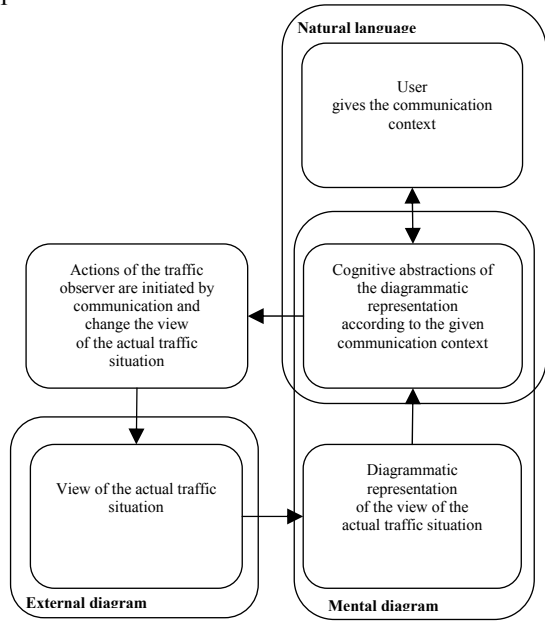 Natural language
User
gives the communication
context
Actions of the traffic
observer are initiated by
communication and
change the view
of the actual traffic
situation
Cognitive abstractions of
the diagrammatic
representation
according to the given
communication context
View of the actual traffic
situation
Diagrammatic
representation
of the view of the
actual traffic situation
External diagram
Mental diagram